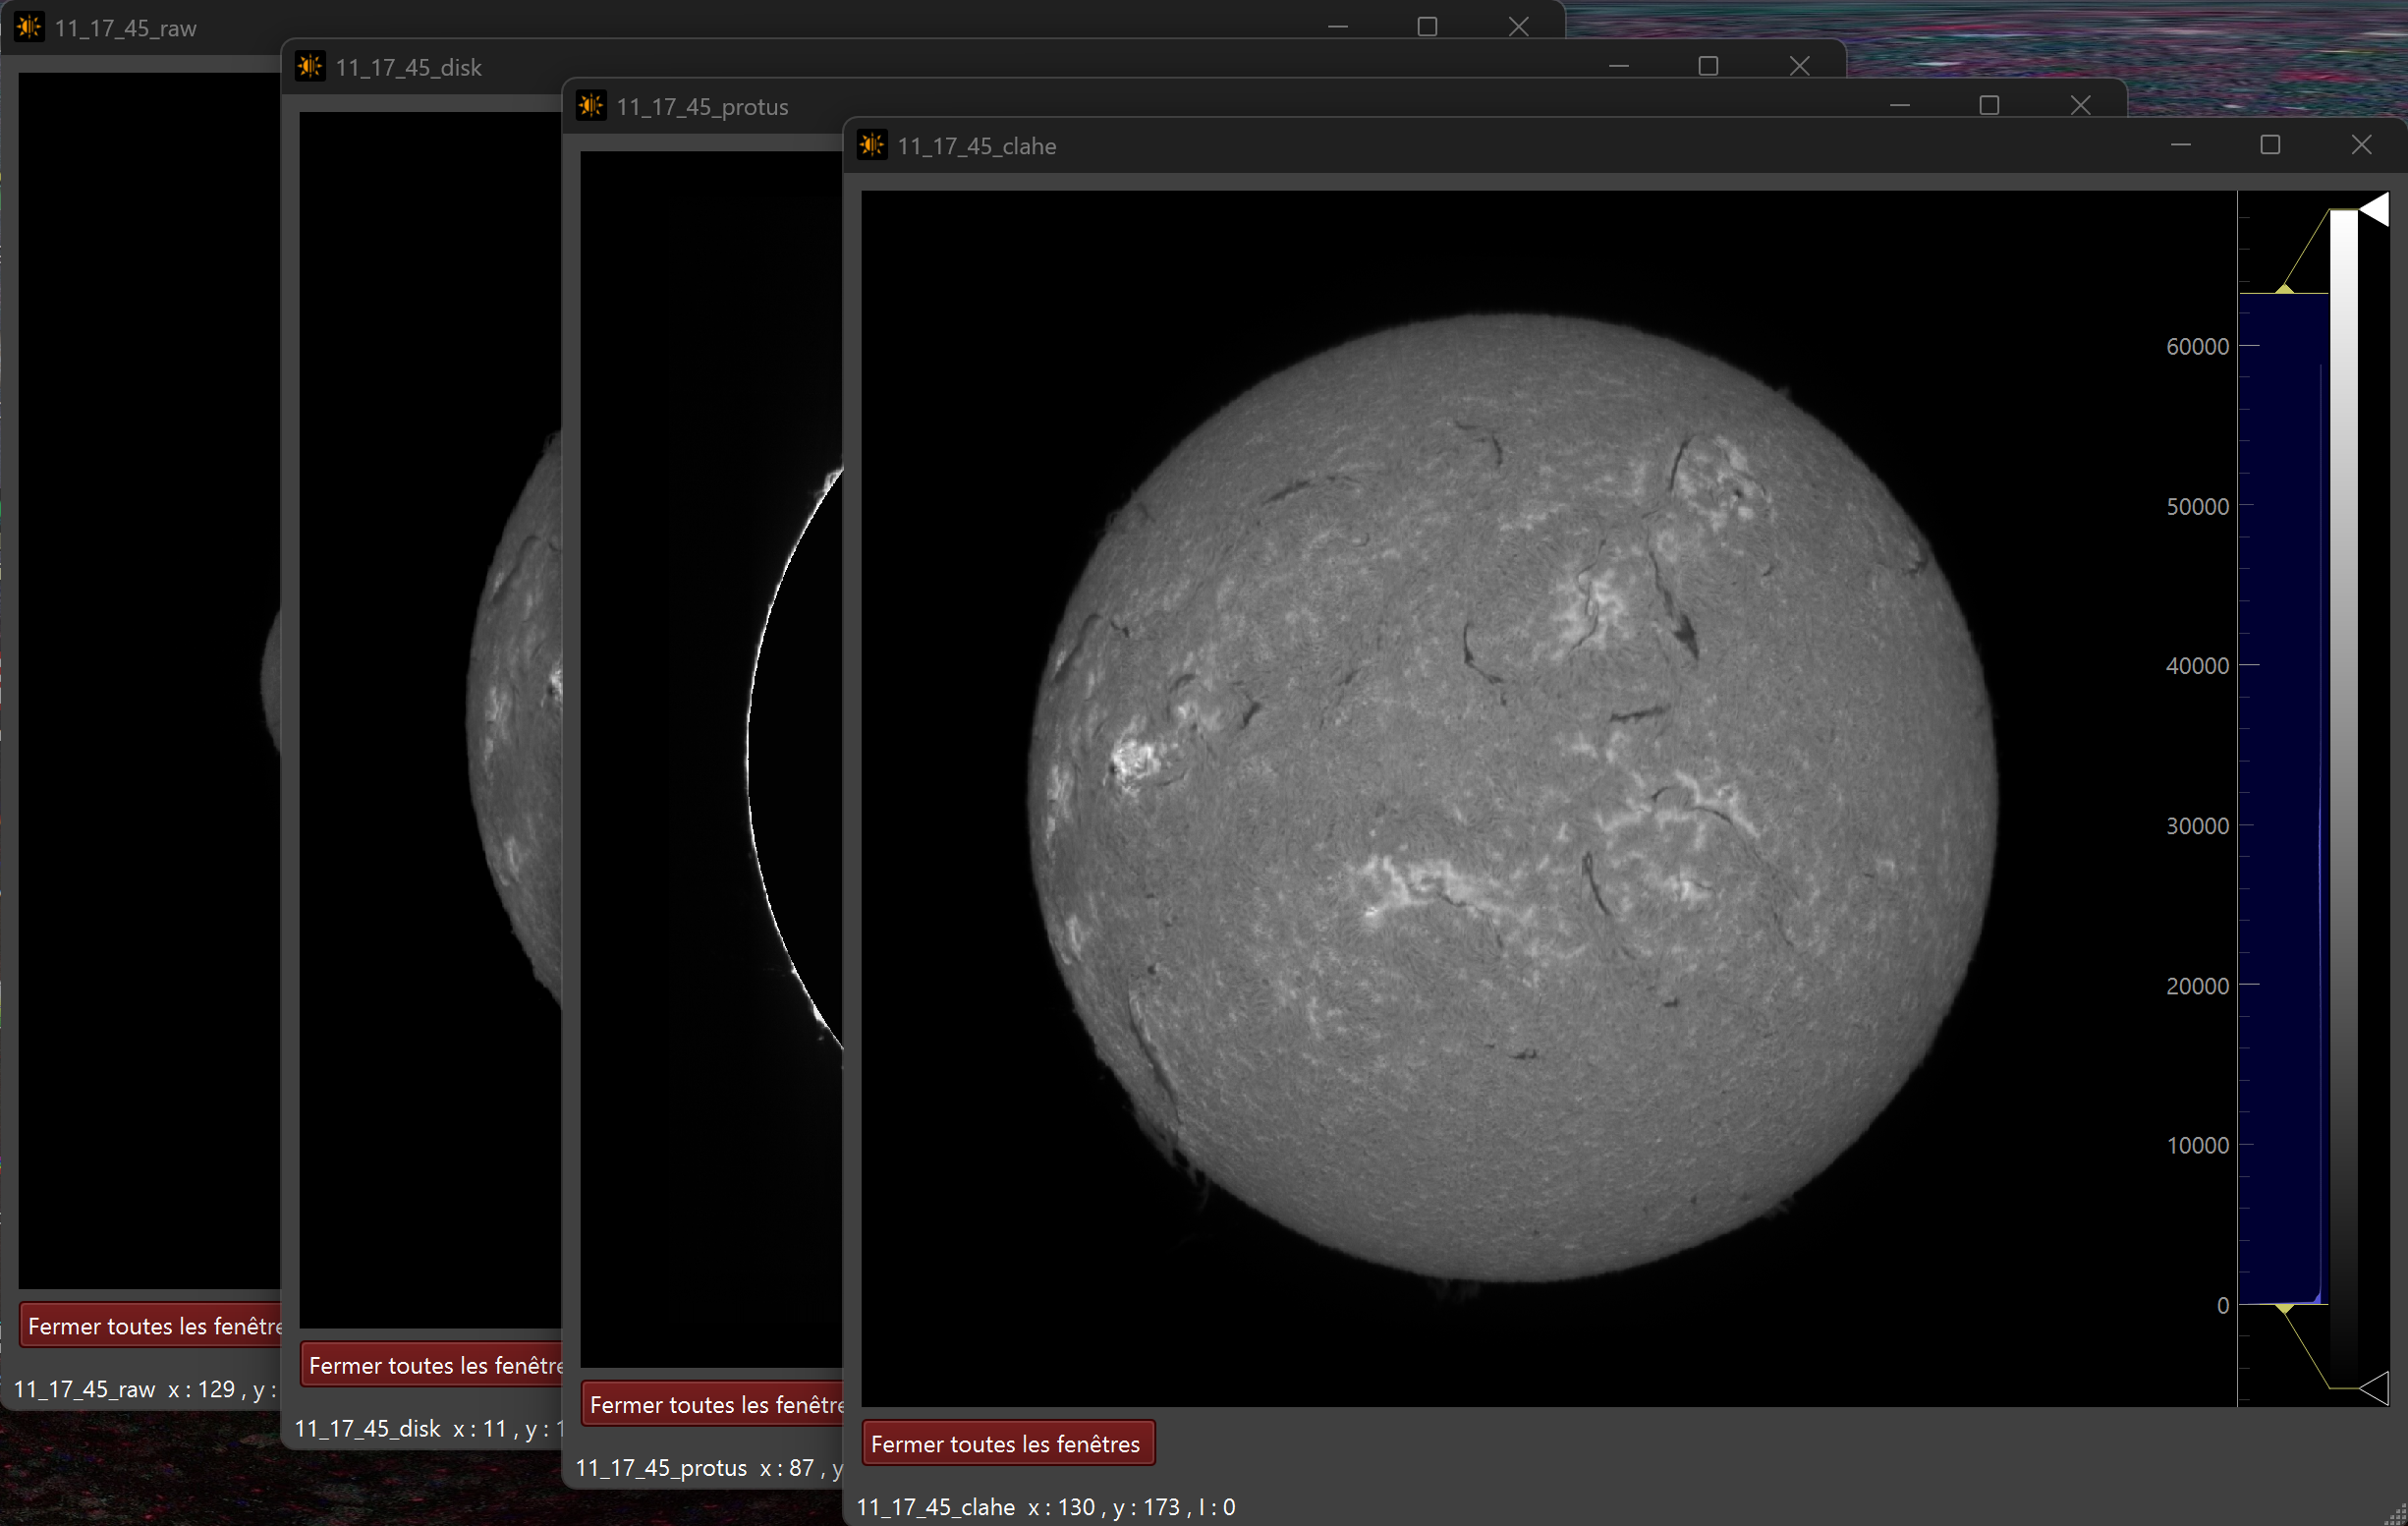 11_17_45_raw
11_17_45_disk
11_17_45_protus
11_17_45_clahe
60000
50000
40000
30000
20000
10000
0
Fermer toutes les fenêtre
11_17_45_raw x : 129 , y :
Fermer toutes les fenêtre
11_17_45_disk x : 11 , y :
Fermer toutes les fenêtre
11_17_45_protus x : 87 , y
Fermer toutes les fenêtres
11_17_45_clahe x : 130 , y : 173 , I : 0